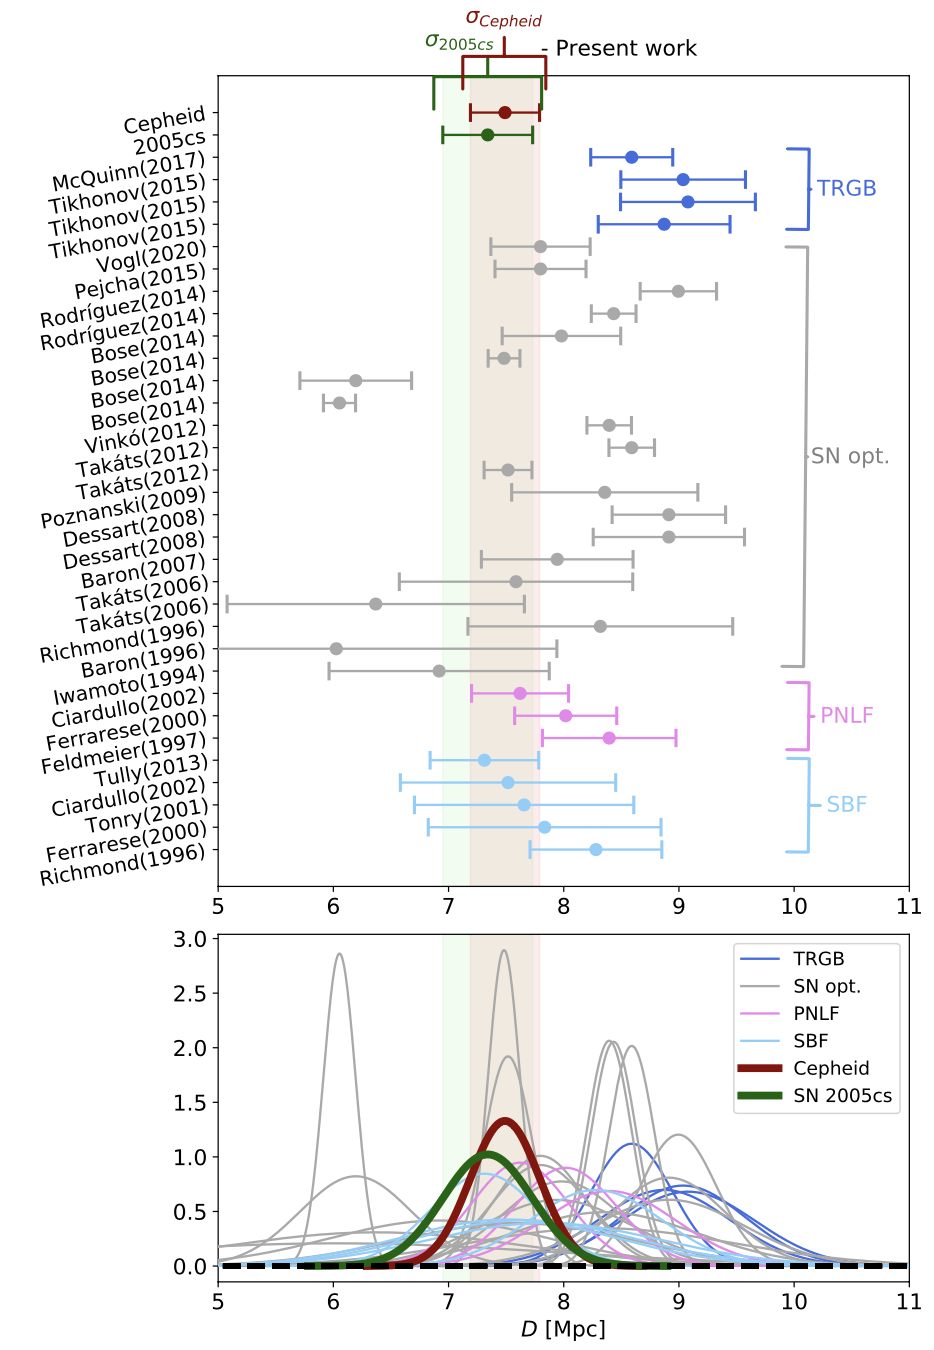 σCepheid
σ2005cs
- Present work
Cepheid
2005cs
McQuinn(2017)
Tikhonov(2015)
Tikhonov(2015)
Tikhonov(2015)
TRGB
Vogl(2020)
Pejcha(2015)
Rodríguez(2014)
Rodríguez(2014)
Bose(2014)
Bose(2014)
Bose(2014)
Bose(2014)
Vinkó(2012)
Takáts(2012)
Takáts(2012)
Poznanski(2009)
Dessart(2008)
Dessart(2008)
Baron(2007)
Takáts(2006)
Takáts(2006)
Richmond(1996)
Baron(1996)
Iwamoto(1994)
SN opt.
Ciardullo(2002)
Ferrarese(2000)
Feldmeier(1997)
PNLF
Tully(2013)
Ciardullo(2002)
Tonry(2001)
Ferrarese(2000)
Richmond(1996)
SBF
5 6 7 8 9 10 11
3.0
2.5
2.0
1.5
1.0
0.5
0.0
TRGB
SN opt.
PNLF
SBF
Cepheid
SN 2005cs
5 6 7 8 9 10 11
D [Mpc]